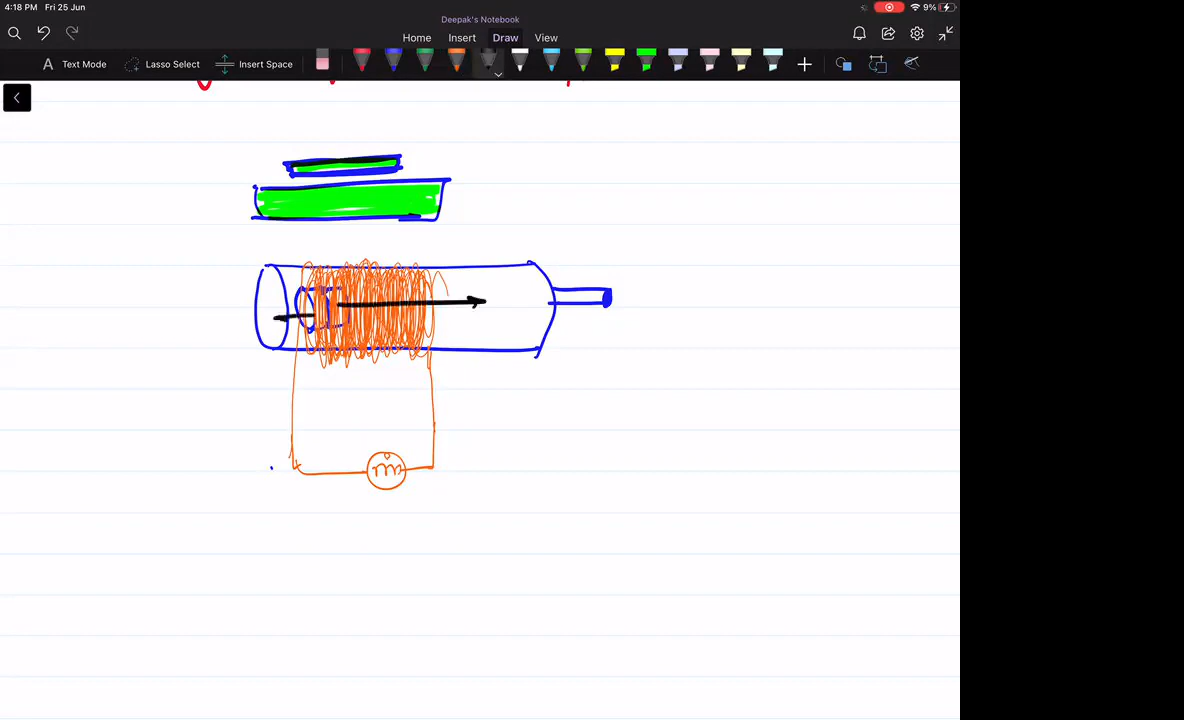 4:18 PM Fri 25 Jun
9%
Deepak's Notebook
Home Insert Draw View
Text Mode Lasso Select Insert Space
m